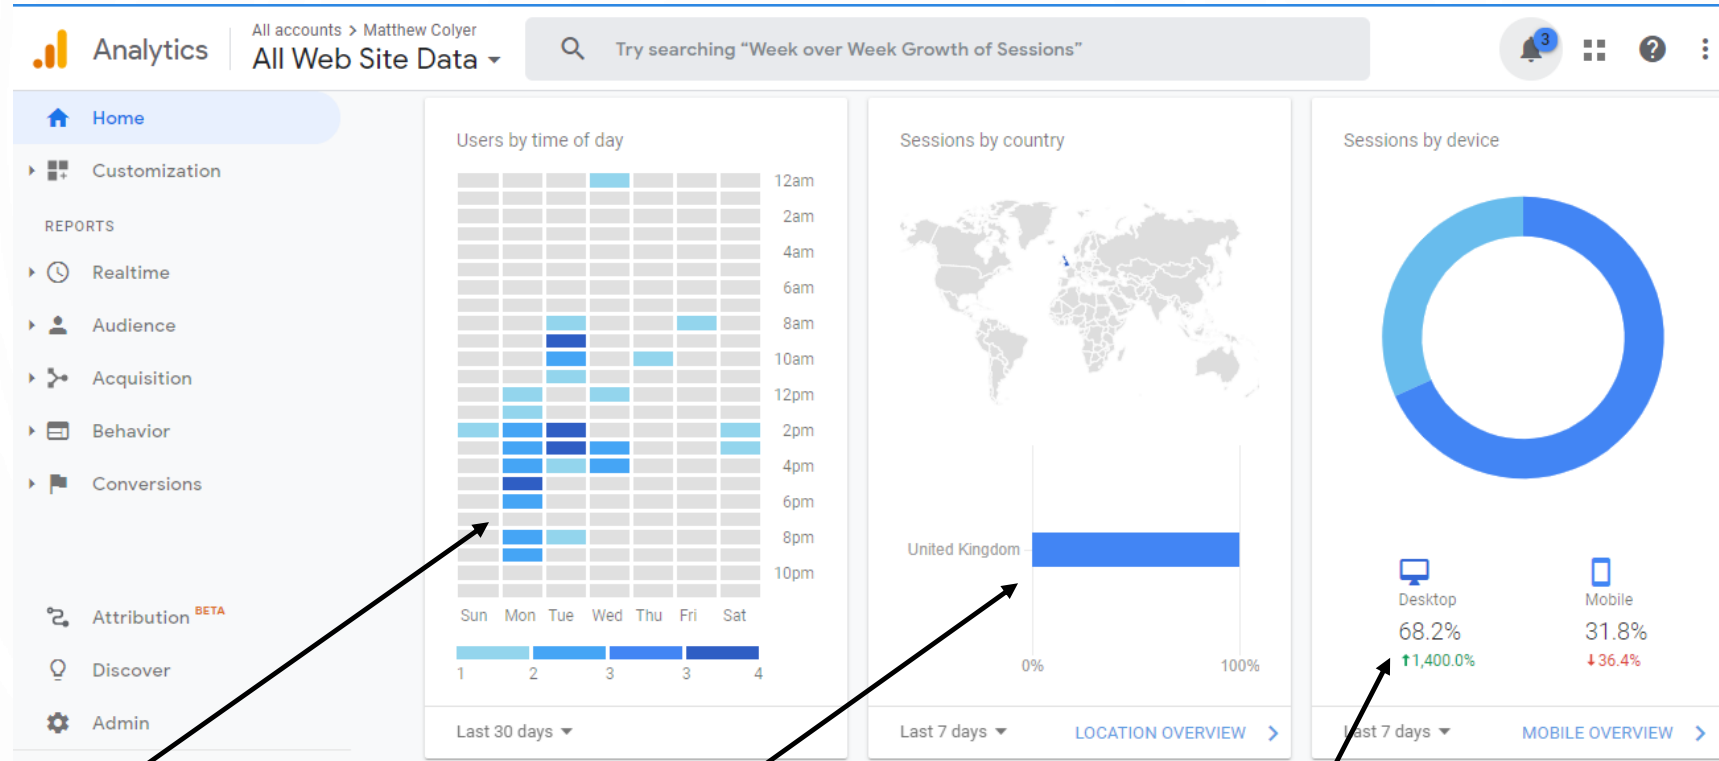 Analytics
All accounts > Matthew Colyer
All Web Site Data
Try searching “Week over Week Growth of Sessions”
3
Home
Customization
REPORTS
Realtime
Audience
Acquisition
Behavior
Conversions
Attribution BETA
Discover
Admin
Users by time of day
12am
2am
4am
6am
8am
10am
12pm
2pm
4pm
6pm
8pm
10pm
Sun Mon Tue Wed Thu Fri Sat
1 2 3 3 4
Last 30 days
Sessions by country
United Kingdom
0% 100%
Last 7 days LOCATION OVERVIEW
Sessions by device
Desktop Mobile
68.2% 31.8%
1,400.0% 36.4%
Last 7 days MOBILE OVERVIEW